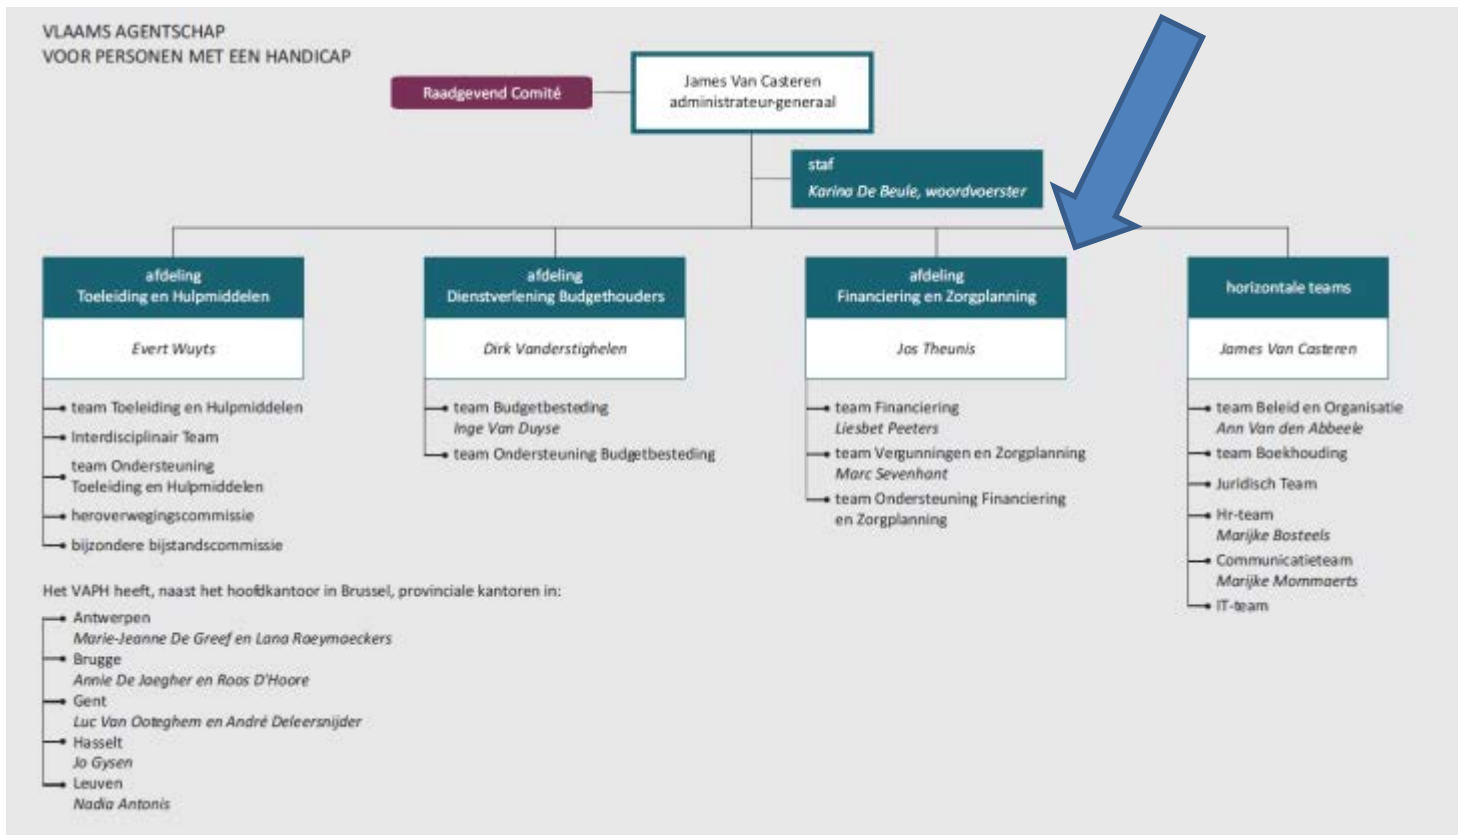 VLAAMS AGENTSCHAP
VOOR PERSONEN MET EEN HANDICAP
Raadgevend Comité
James Van Casteren
administrateur-generaal
staf
Karina De Beule, woordvoerster
afdeling
Toeleiding en Hulpmiddelen
Evert Wuyts
team Toeleiding en Hulpmiddelen
Interdisciplinair Team
team Ondersteuning
Toeleiding en Hulpmiddelen
heroverwegingscommissie
bijzondere bijstandscommissie
afdeling
Dienstverlening Budgethouders
Dirk Vanderstighelen
team Budgetbesteding
Inge Van Duyse
team Ondersteuning Budgetbesteding
afdeling
Financiering en Zorgplanning
Jos Theunis
team Financiering
Liesbet Peeters
team Vergunningen en Zorgplanning
Marc Sevenhant
team Ondersteuning Financiering
en Zorgplanning
horizontale teams
James Van Casteren
team Beleid en Organisatie
Ann Van den Abbeele
team Boekhouding
Juridisch Team
Hr-team
Marijke Bosteels
Communicatieteam
Marijke Mommaerts
IT-team
Het VAPH heeft, naast het hoofdkantoor in Brussel, provinciale kantoren in:
Antwerpen
Marie-Jeanne De Greef en Lana Raeymaeckers
Brugge
Annie De Jaegher en Roos D'Hoore
Gent
Luc Van Ooteghem en André Deleersnijder
Hasselt
Jo Gysen
Leuven
Nadia Antonis